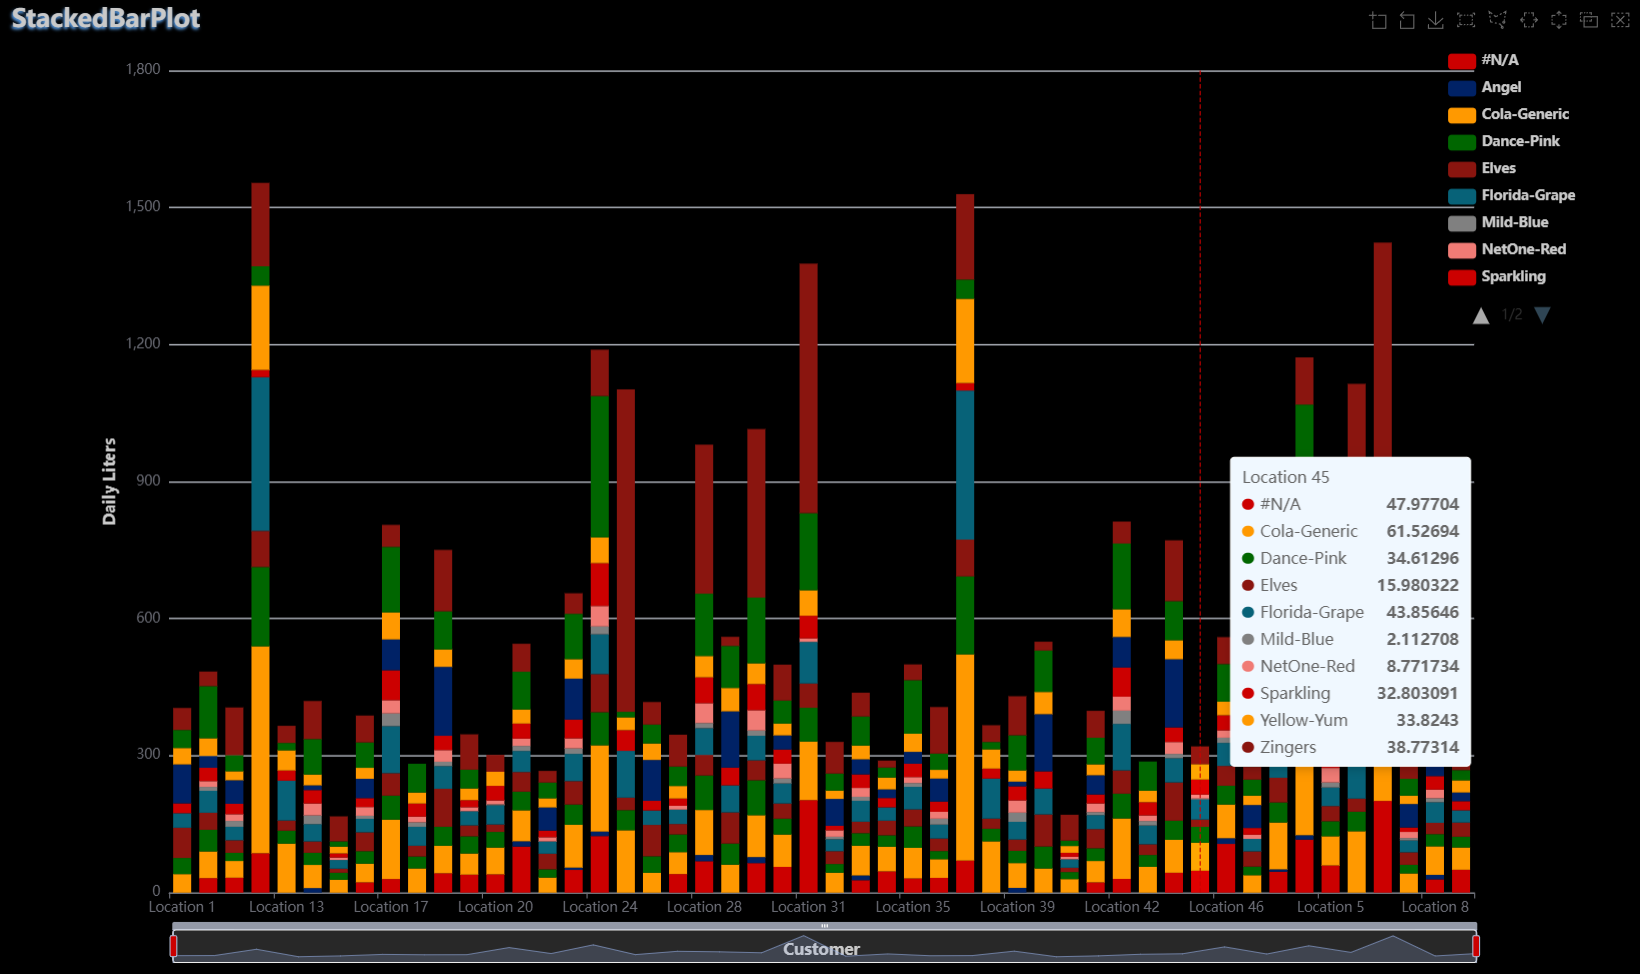 StackedBarPlot
#N/A
Angel
Cola-Generic
Dance-Pink
Elves
Florida-Grape
Mild-Blue
NetOne-Red
Sparkling
1/2
1,800
1,500
1,200
900
600
300
0
Daily Liters
Location 45
#N/A 47.97704
Cola-Generic 61.52694
Dance-Pink 34.61296
Elves 15.980322
Florida-Grape 43.85646
Mild-Blue 2.112708
NetOne-Red 8.771734
Sparkling 32.803091
Yellow-Yum 33.8243
Zingers 38.77314
Location 1 Location 13 Location 17 Location 20 Location 24 Location 28 Location 31 Location 35 Location 39 Location 42 Location 46 Location 5 Location 8
Customer